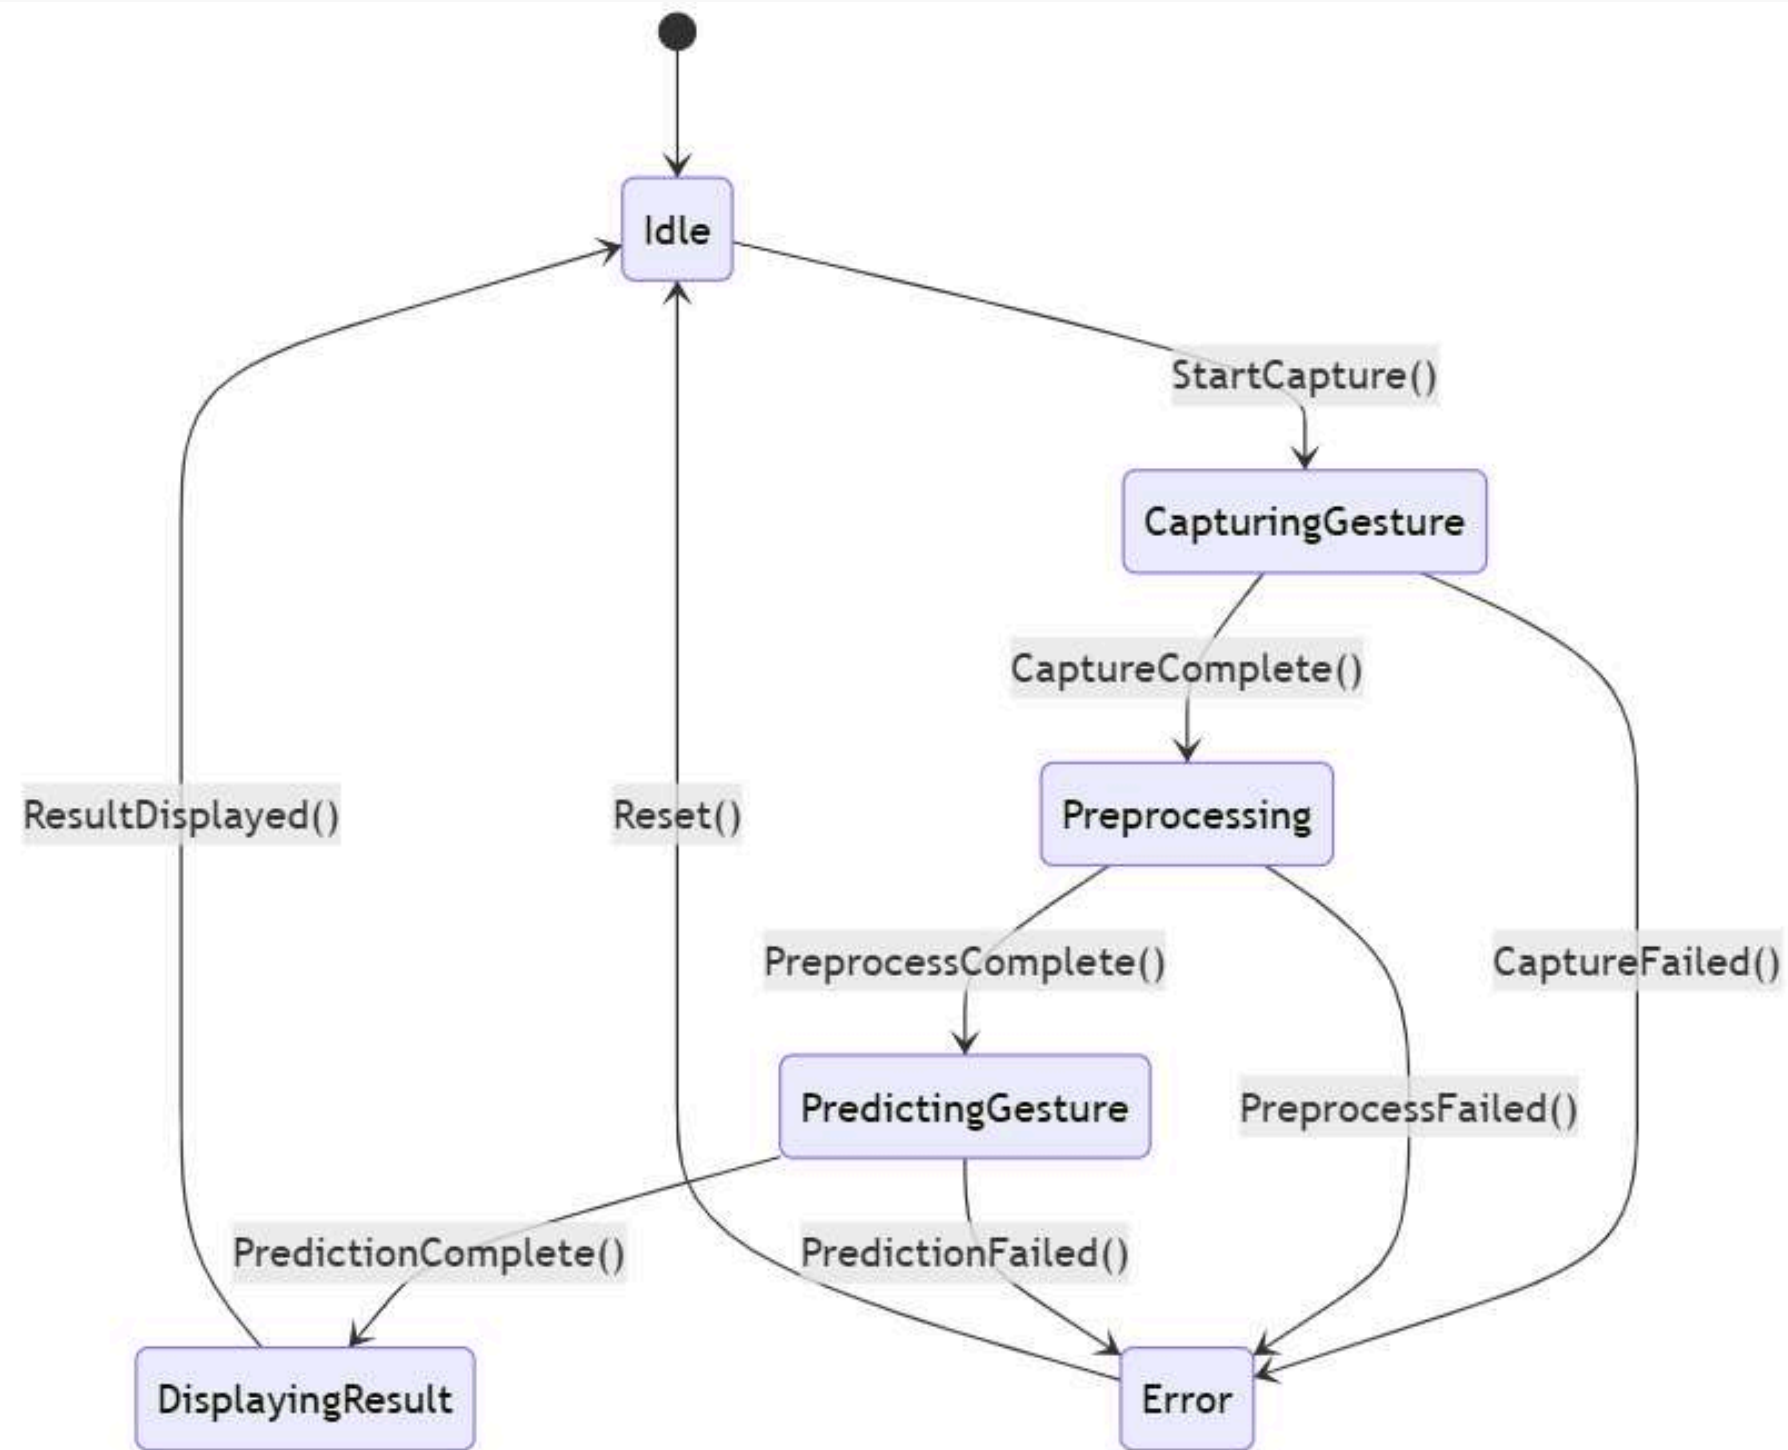 Idle
StartCapture()
CapturingGesture
CaptureComplete()
ResultDisplayed()
Reset()
Preprocessing
PreprocessComplete()
CaptureFailed()
PredictingGesture
PreprocessFailed()
PredictionComplete()
PredictionFailed()
DisplayingResult
Error